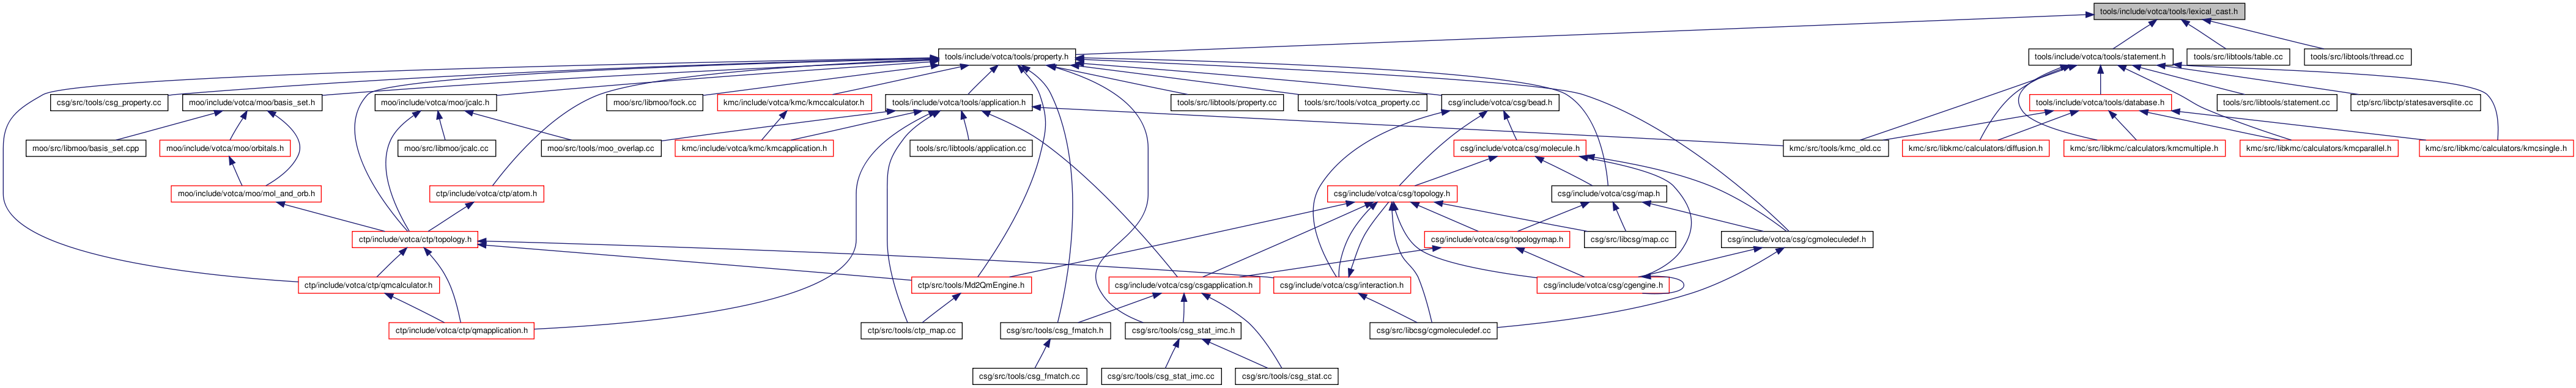 tools/include/votca/tools/lexical_cast.h
tools/include/votca/tools/property.h
tools/include/votca/tools/statement.h
tools/src/libtools/table.cc
tools/src/libtools/thread.cc
csg/src/tools/csg_property.cc
moo/include/votca/moo/basis_set.h
moo/include/votca/moo/jcalc.h
moo/src/libmoo/fock.cc
kmc/include/votca/kmc/kmccalculator.h
tools/include/votca/tools/application.h
tools/src/libtools/property.cc
tools/src/tools/votca_property.cc
csg/include/votca/csg/bead.h
tools/include/votca/tools/database.h
tools/src/libtools/statement.cc
ctp/src/libctp/statesaversqlite.cc
moo/src/libmoo/basis_set.cpp
moo/include/votca/moo/orbitals.h
moo/src/libmoo/jcalc.cc
moo/src/tools/moo_overlap.cc
kmc/include/votca/kmc/kmcapplication.h
tools/src/libtools/application.cc
csg/include/votca/csg/molecule.h
kmc/src/tools/kmc_old.cc
kmc/src/libkmc/calculators/diffusion.h
kmc/src/libkmc/calculators/kmcmultiple.h
kmc/src/libkmc/calculators/kmcparallel.h
kmc/src/libkmc/calculators/kmcsingle.h
moo/include/votca/moo/mol_and_orb.h
ctp/include/votca/ctp/atom.h
csg/include/votca/csg/topology.h
csg/include/votca/csg/map.h
ctp/include/votca/ctp/topology.h
csg/include/votca/csg/topologymap.h
csg/src/libcsg/map.cc
csg/include/votca/csg/cgmoleculedef.h
ctp/include/votca/ctp/qmcalculator.h
ctp/src/tools/Md2QmEngine.h
csg/include/votca/csg/csgapplication.h
csg/include/votca/csg/interaction.h
csg/include/votca/csg/cgengine.h
ctp/include/votca/ctp/qmapplication.h
ctp/src/tools/ctp_map.cc
csg/src/tools/csg_fmatch.h
csg/src/tools/csg_stat_imc.h
csg/src/libcsg/cgmoleculedef.cc
csg/src/tools/csg_fmatch.cc
csg/src/tools/csg_stat_imc.cc
csg/src/tools/csg_stat.cc